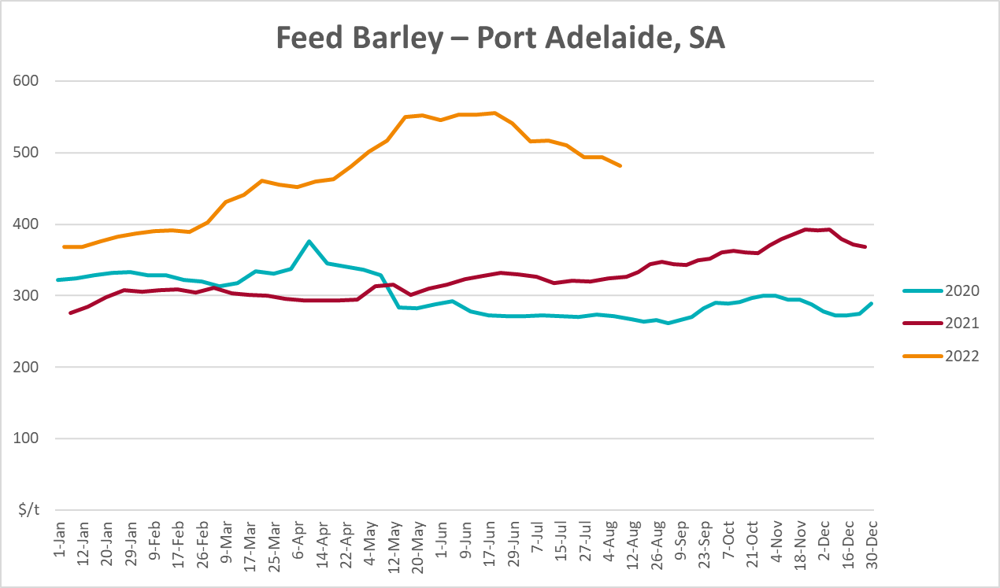 Feed Barley – Port Adelaide, SA
600
500
400
300
200
100
$/t
2020
2021
2022
1-Jan
12-Jan
20-Jan
29-Jan
9-Feb
17-Feb
26-Feb
9-Mar
17-Mar
25-Mar
6-Apr
14-Apr
22-Apr
4-May
12-May
20-May
1-Jun
9-Jun
17-Jun
29-Jun
7-Jul
15-Jul
27-Jul
4-Aug
12-Aug
26-Aug
9-Sep
23-Sep
7-Oct
21-Oct
4-Nov
18-Nov
2-Dec
16-Dec
30-Dec